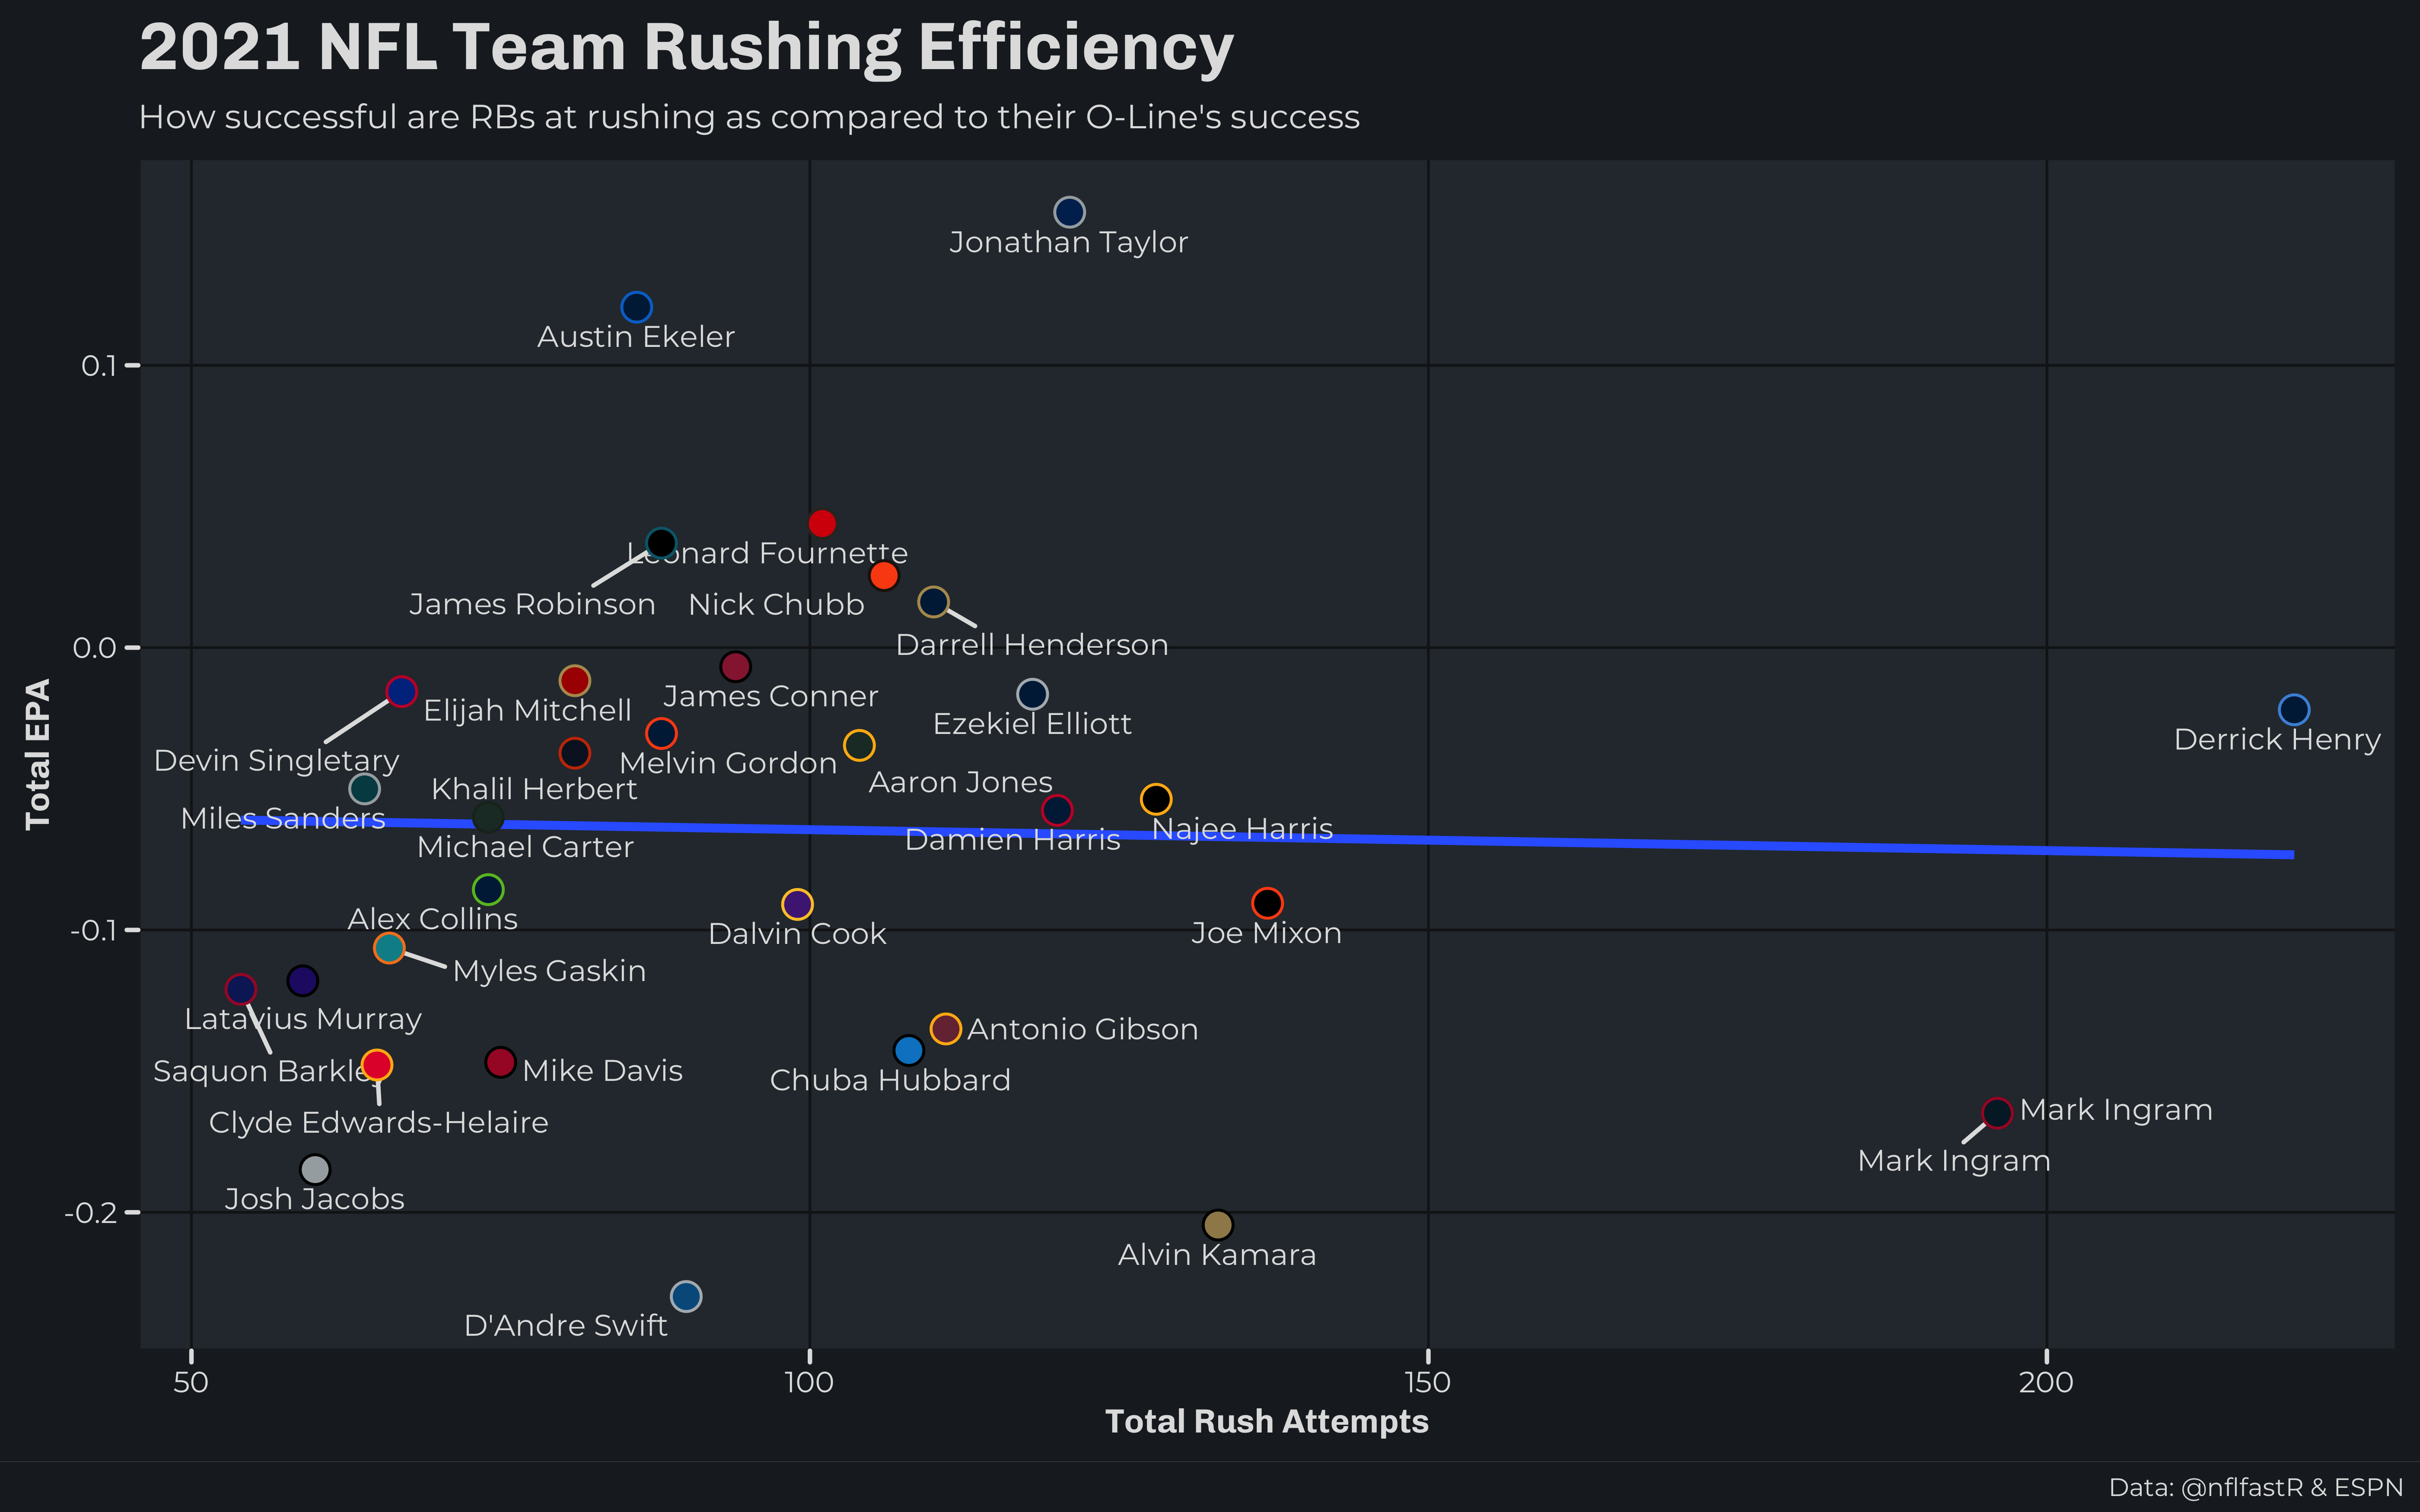 2021 NFL Team Rushing Efficiency
How successful are RBs at rushing as compared to their O-Line's success
Jonathan Taylor
Austin Ekeler
0.1
Leonard Fournette
James Robinson
Nick Chubb
Darrell Henderson
0.0
James Conner
Elijah Mitchell
Ezekiel Elliott
Derrick Henry
Devin Singletary
Melvin Gordon
Aaron Jones
Khalil Herbert
Miles Sanders
Najee Harris
Damien Harris
Michael Carter
Total EPA
Alex Collins
-0.1
Dalvin Cook
Joe Mixon
Myles Gaskin
Latavius Murray
Antonio Gibson
Saquon Barkley
Mike Davis
Chuba Hubbard
Mark Ingram
Clyde Edwards-Helaire
Mark Ingram
Josh Jacobs
-0.2
Alvin Kamara
D'Andre Swift
50
100
150
200
Total Rush Attempts
Data: @nflfastR & ESPN